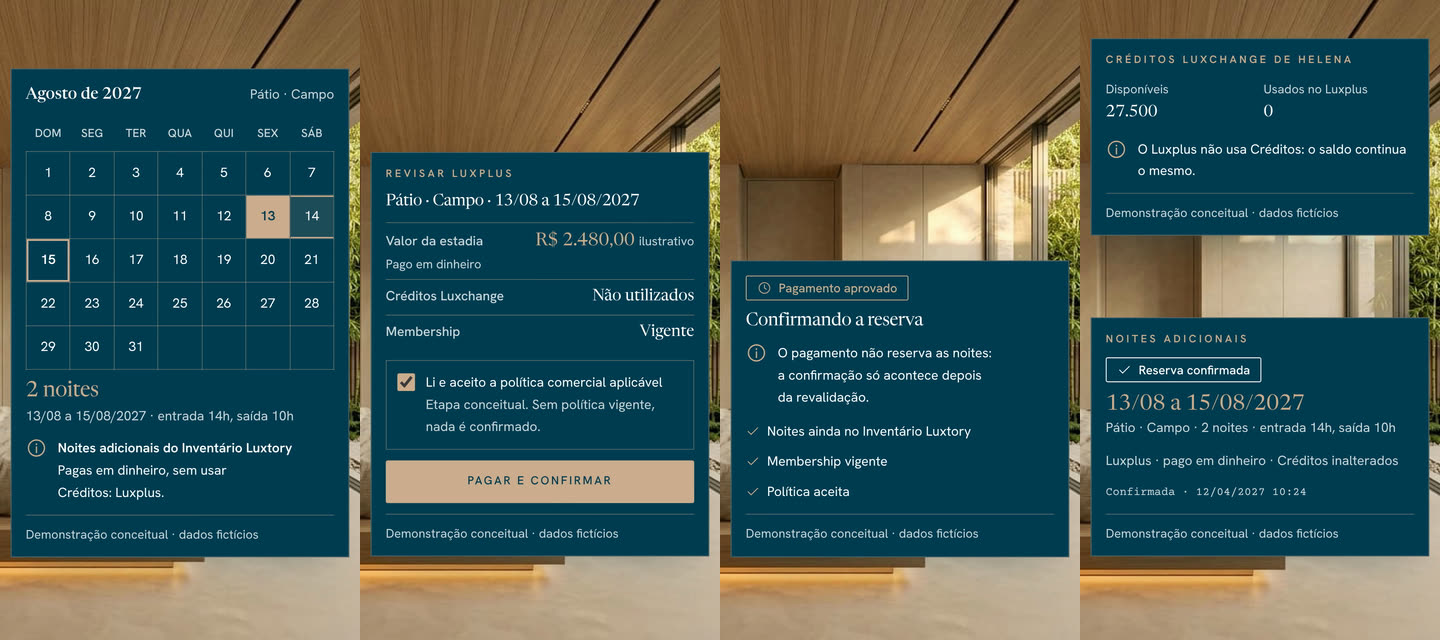 Agosto de 2027
Pátio · Campo
DOM SEG TER QUA QUI SEX SÁB
1 2 3 4 5 6 7
8 9 10 11 12 13 14
15 16 17 18 19 20 21
22 23 24 25 26 27 28
29 30 31
2 noites
13/08 a 15/08/2027 · entrada 14h, saída 10h
Noites adicionais do Inventário Luxtory
Pagas em dinheiro, sem usar
Créditos: Luxplus.
Demonstração conceitual · dados fictícios
REVISAR LUXPLUS
Pátio · Campo · 13/08 a 15/08/2027
Valor da estadia R$ 2.480,00 ilustrativo
Pago em dinheiro
Créditos Luxchange Não utilizados
Membership Vigente
Li e aceito a política comercial aplicável
Etapa conceitual. Sem política vigente,
nada é confirmado.
PAGAR E CONFIRMAR
Demonstração conceitual · dados fictícios
Pagamento aprovado
Confirmando a reserva
O pagamento não reserva as noites:
a confirmação só acontece depois
da revalidação.
Noites ainda no Inventário Luxtory
Membership vigente
Política aceita
Demonstração conceitual · dados fictícios
CRÉDITOS LUXCHANGE DE HELENA
Disponíveis Usados no Luxplus
27.500 0
O Luxplus não usa Créditos: o saldo continua
o mesmo.
Demonstração conceitual · dados fictícios
NOITES ADICIONAIS
Reserva confirmada
13/08 a 15/08/2027
Pátio · Campo · 2 noites · entrada 14h, saída 10h
Luxplus · pago em dinheiro · Créditos inalterados
Confirmada · 12/04/2027 10:24
Demonstração conceitual · dados fictícios